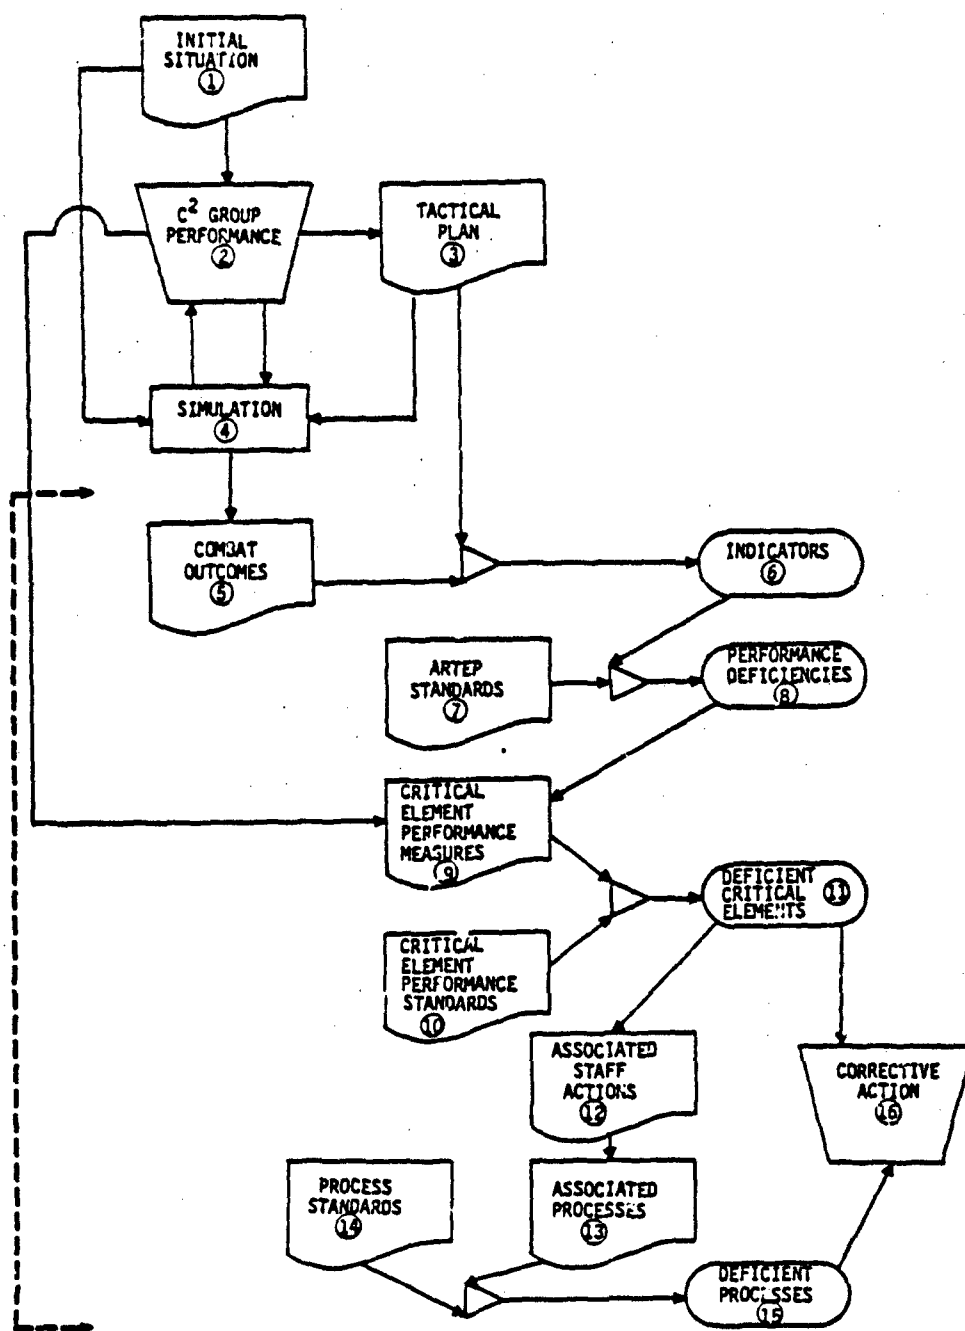 INITIAL
SITUATION
1
C² GROUP
PERFORMANCE
2
TACTICAL
PLAN
3
SIMULATION
4
COMBAT
OUTCOMES
5
INDICATORS
6
ARTEP
STANDARDS
7
PERFORMANCE
DEFICIENCIES
8
CRITICAL
ELEMENT
PERFORMANCE
MEASURES
9
CRITICAL
ELEMENT
PERFORMANCE
STANDARDS
10
DEFICIENT
CRITICAL 11
ELEMENTS
ASSOCIATED
STAFF
ACTIONS
12
CORRECTIVE
ACTION
16
PROCESS
STANDARDS
14
ASSOCIATED
PROCESSES
13
DEFICIENT
PROCESSES
15